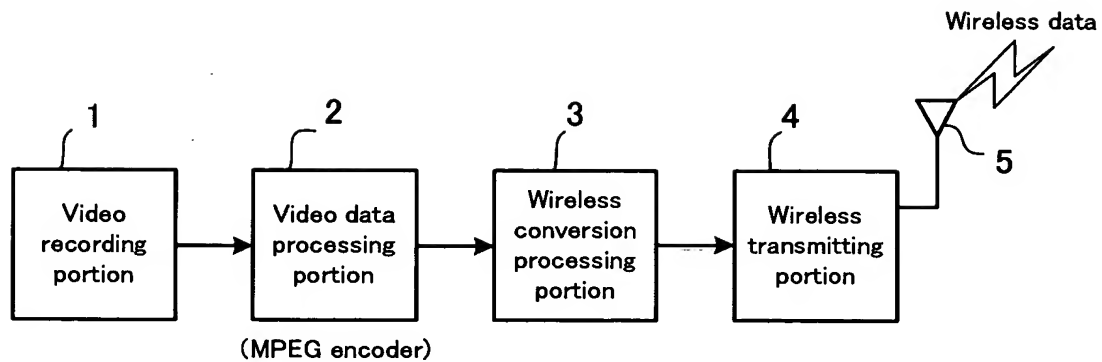 Wireless data
1
2
3
4
5
Video
recording
portion
Video data
processing
portion
Wireless
conversion
processing
portion
Wireless
transmitting
portion
(MPEG encoder)